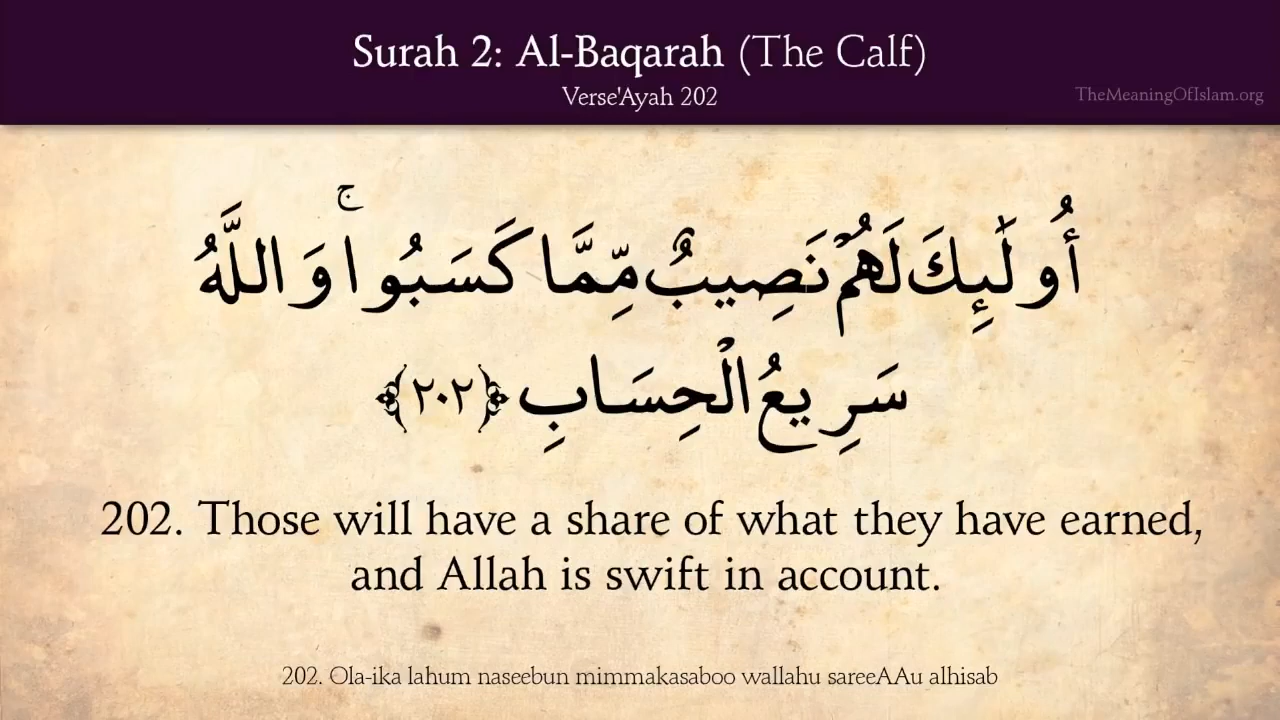 Surah 2: Al-Baqarah (The Calf)
Verse'Ayah 202
TheMeaningOfIslam.org
أُولَٰئِكَ لَهُمْ نَصِيبٌ مِّمَّا كَسَبُوا ۚ وَاللَّهُ
سَرِيعُ الْحِسَابِ ﴿٢٠٢﴾
202. Those will have a share of what they have earned,
and Allah is swift in account.
202. Ola-ika lahum naseebun mimmakasaboo wallahu sareeAAu alhisab